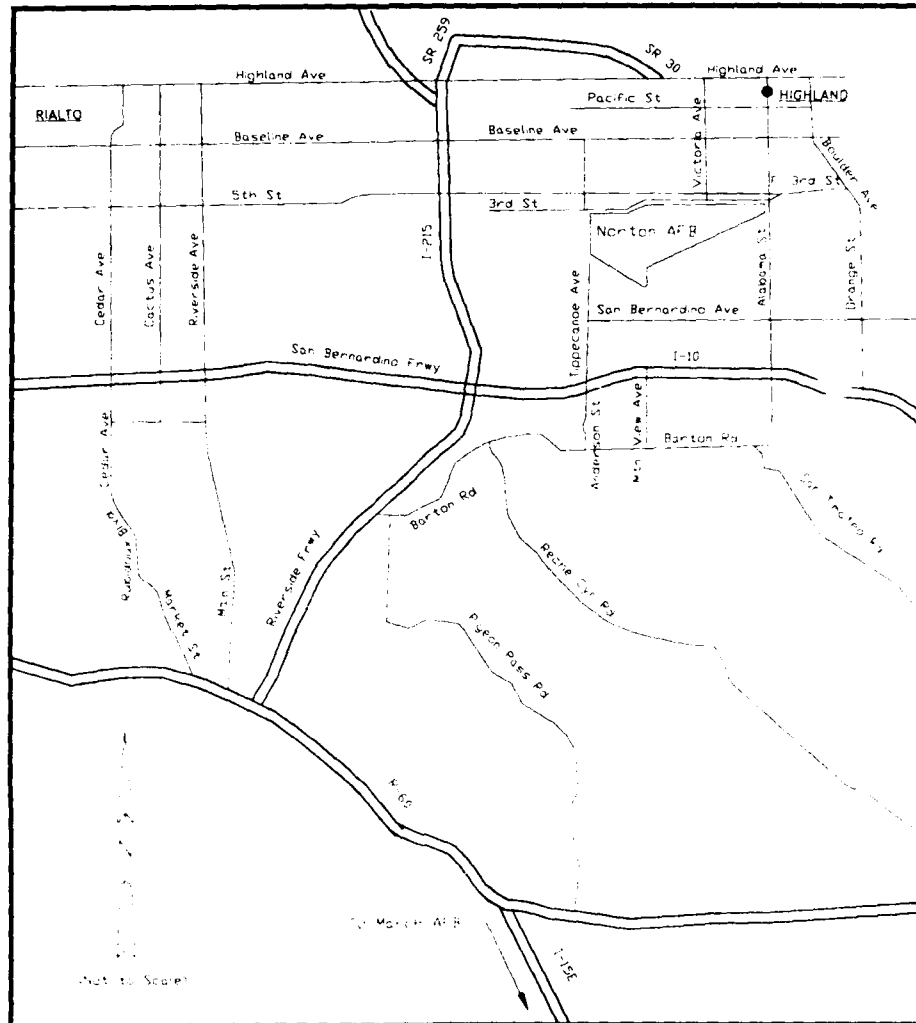 SR 259
SR 30
Highland Ave
Highland Ave
Pacific St
HIGHLAND
RIALTO
Baseline Ave
Baseline Ave
Victoria Ave
Boulder Ave
5th St
3rd St
3rd St
Norton AFB
I-215
Cedar Ave
Cactus Ave
Riverside Ave
Tippecanoe Ave
Alabama St
Orange St
San Bernardino Ave
San Bernardino Frwy
I-10
Cedar Ave
Anderson St
Mtn View Ave
Barton Rd
Barton Rd
Riverside Frwy
Rubidoux Blvd
Market St
Main St
Pigeon Pass Rd
R-60
To March AFB
I-15E
(Not to Scale)